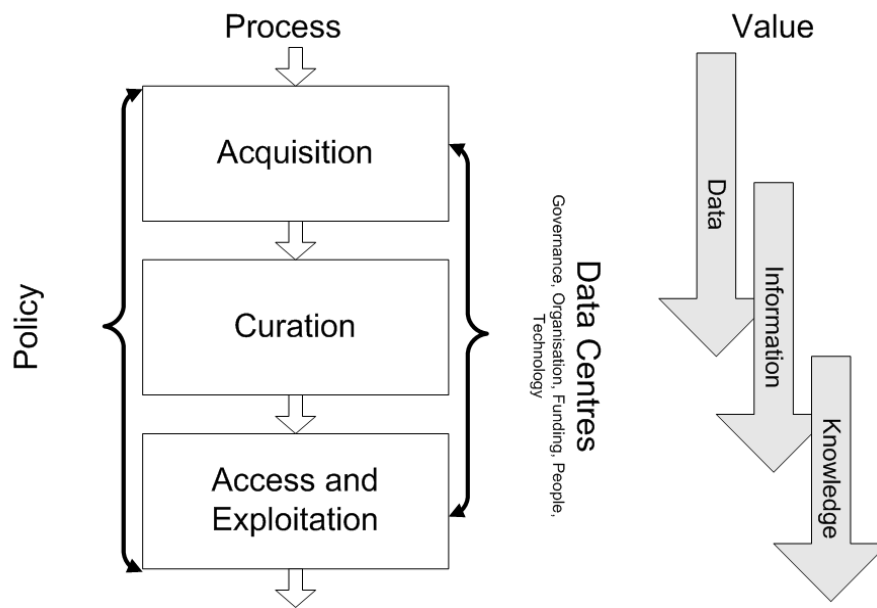 Process
Value
Acquisition
Curation
Access and
Exploitation
Policy
Data Centres
Governance, Organisation, Funding, People,
Technology
Data
Information
Knowledge